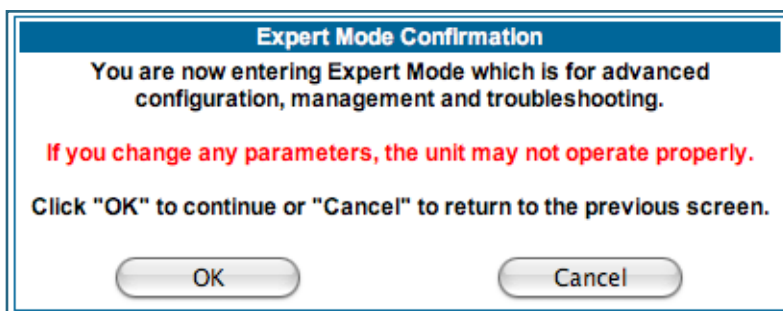 Expert Mode Confirmation
You are now entering Expert Mode which is for advanced
configuration, management and troubleshooting.
If you change any parameters, the unit may not operate properly.
Click "OK" to continue or "Cancel" to return to the previous screen.
OK
Cancel